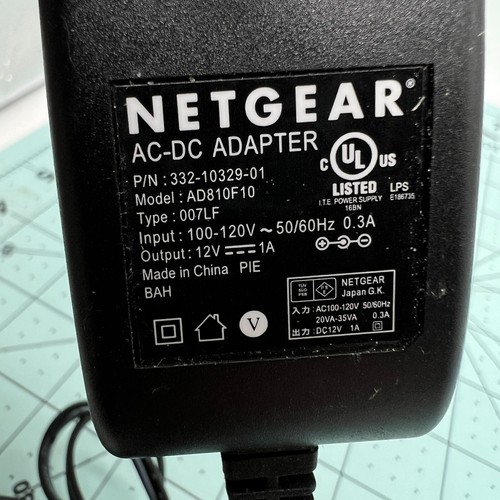 NETGEAR®
AC-DC ADAPTER
P/N : 332-10329-01
Model : AD810F10
Type : 007LF
Input : 100-120V ~ 50/60Hz 0.3A
Output : 12V ⎓ 1A
Made in China PIE
BAH
C UL US
LISTED LPS
I.T.E. POWER SUPPLY E186735
16BN
NETGEAR
Japan G.K.
入力 : AC100-120V 50/60Hz
20VA-35VA 0.3A
出力 : DC12V 1A
V